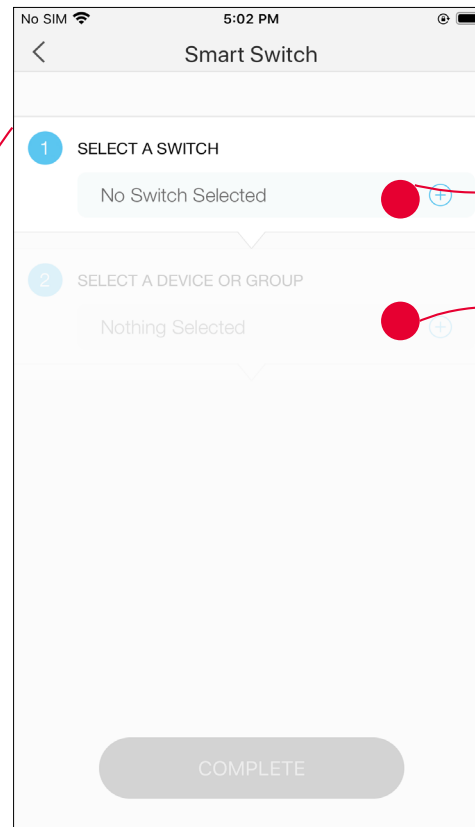 No SIM 5:02 PM
Smart Switch
1 SELECT A SWITCH
No Switch Selected
2 SELECT A DEVICE OR GROUP
Nothing Selected
COMPLETE